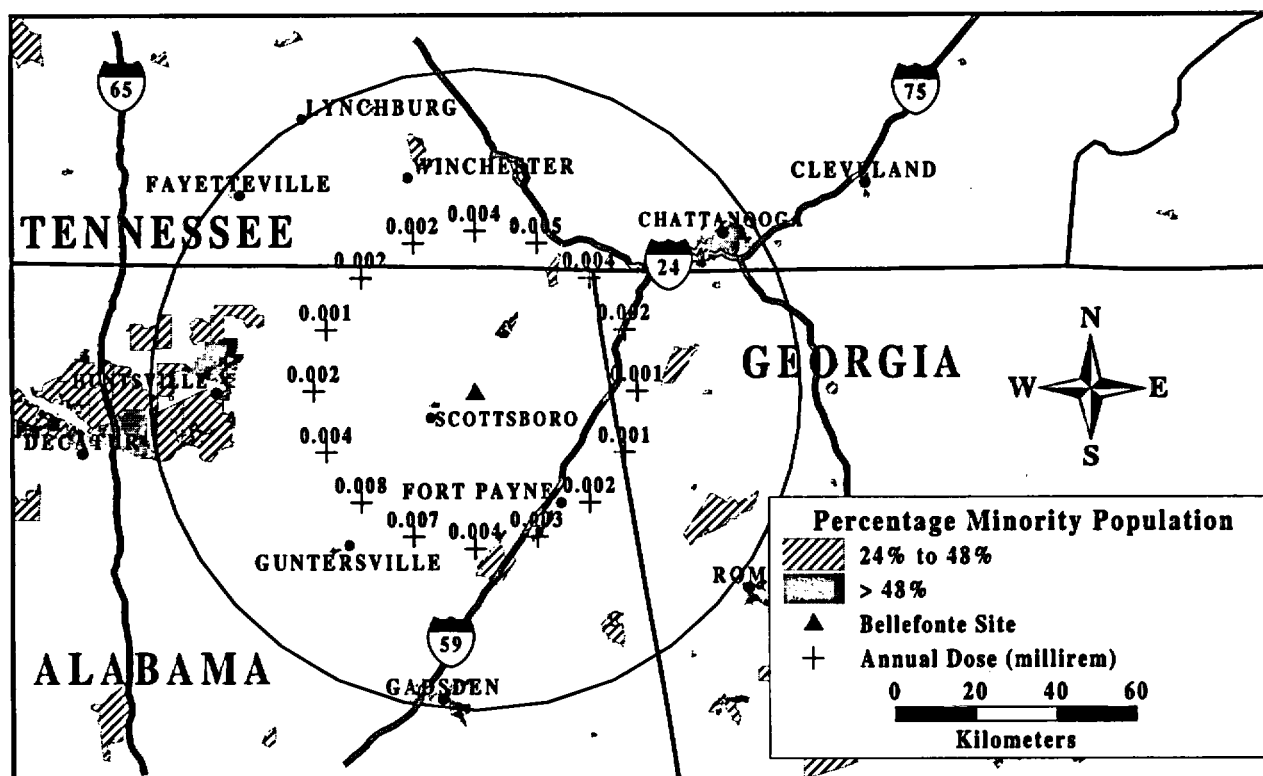 65
75
LYNCHBURG
WINCHESTER
CLEVELAND
FAYETTEVILLE
CHATTANOOGA
TENNESSEE
0.002
0.004
0.005
0.002
0.004
24
0.001
0.002
GEORGIA
N
W E
S
HUNTSVILLE
0.002
0.001
SCOTTSBORO
DECATUR
0.004
0.001
0.008
FORT PAYNE
0.002
0.007
0.004
0.003
GUNTERSVILLE
ROM
59
ALABAMA
GADSDEN
Percentage Minority Population
24% to 48%
> 48%
Bellefonte Site
Annual Dose (millirem)
0 20 40 60
Kilometers